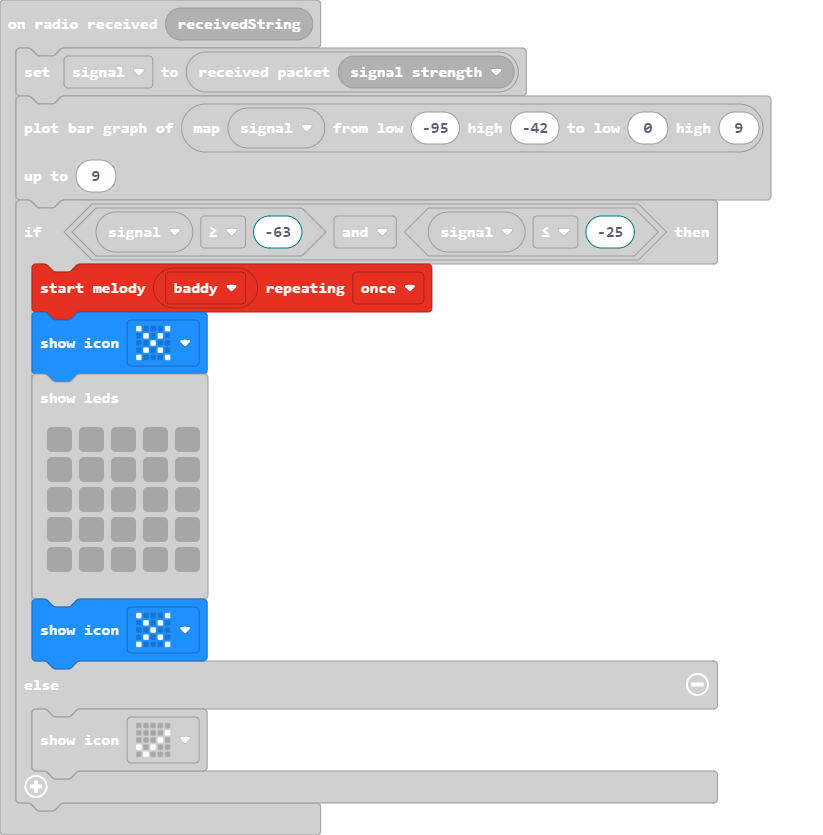 on radio received receivedString
set signal to received packet signal strength
plot bar graph of map signal from low -95 high -42 to low 0 high 9
up to 9
if signal ≥ -63 and signal ≤ -25 then
start melody baddy repeating once
show icon
show leds
show icon
else
show icon